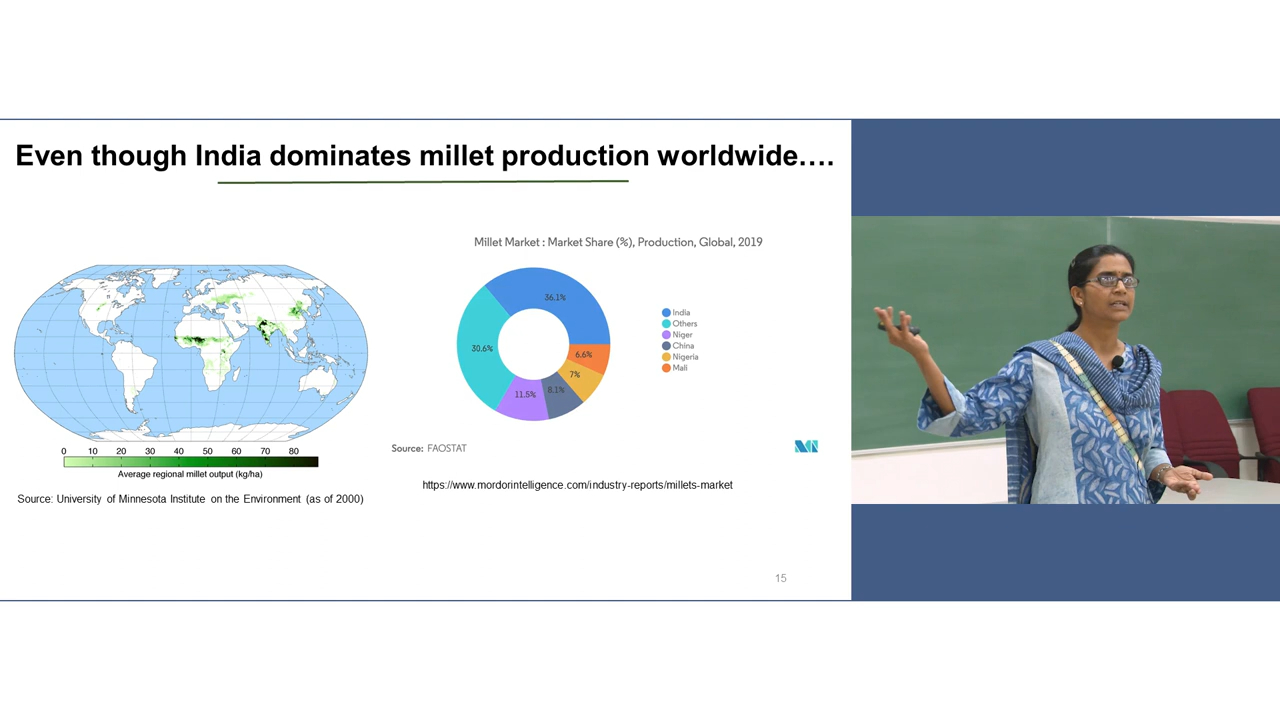 Even though India dominates millet production worldwide….
Millet Market : Market Share (%), Production, Global, 2019
36.1%
30.6%
11.5%
8.1%
7%
6.6%
India
Others
Niger
China
Nigeria
Mali
0 10 20 30 40 50 60 70 80
Average regional millet output (kg/ha)
Source: University of Minnesota Institute on the Environment (as of 2000)
Source: FAOSTAT
https://www.mordorintelligence.com/industry-reports/millets-market
15